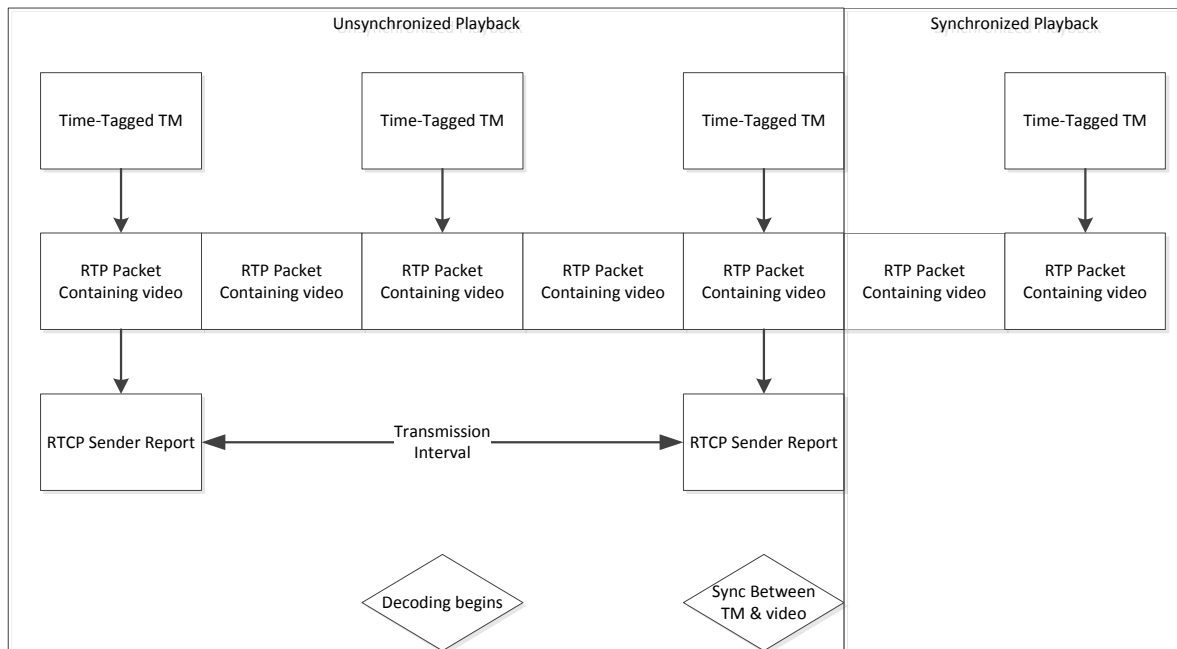 Unsynchronized Playback
Synchronized Playback
Time-Tagged TM
Time-Tagged TM
Time-Tagged TM
Time-Tagged TM
RTP Packet
Containing video
RTP Packet
Containing video
RTP Packet
Containing video
RTP Packet
Containing video
RTP Packet
Containing video
RTP Packet
Containing video
RTP Packet
Containing video
RTCP Sender Report
Transmission
Interval
RTCP Sender Report
Decoding begins
Sync Between
TM & video